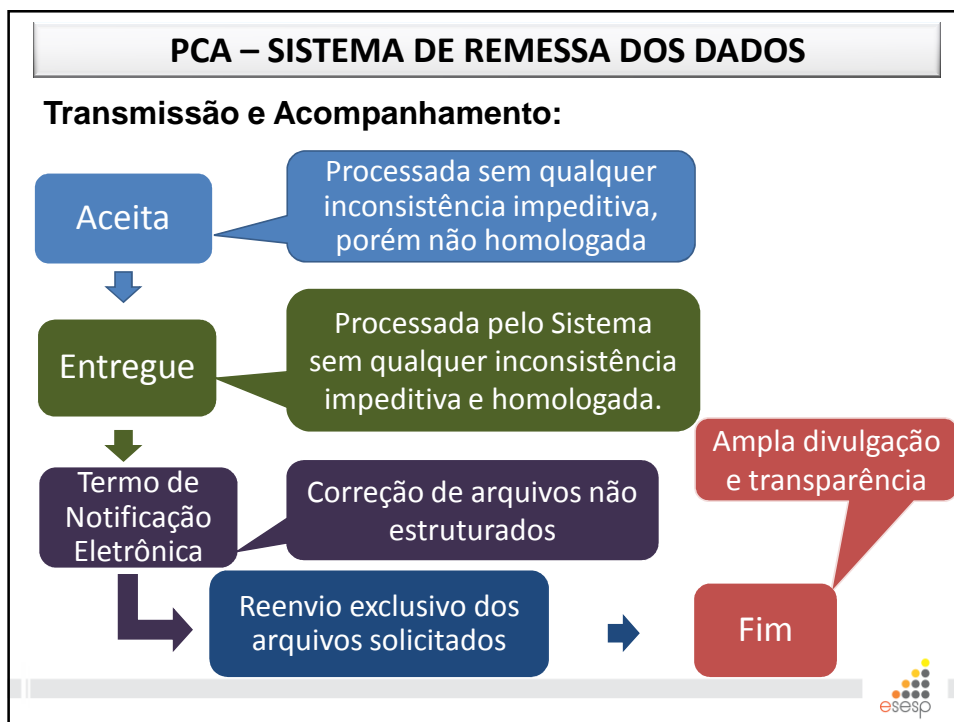 PCA – SISTEMA DE REMESSA DOS DADOS
Transmissão e Acompanhamento:
Aceita
Processada sem qualquer
inconsistência impeditiva,
porém não homologada
Entregue
Processada pelo Sistema
sem qualquer inconsistência
impeditiva e homologada.
Termo de
Notificação
Eletrônica
Correção de arquivos não
estruturados
Reenvio exclusivo dos
arquivos solicitados
Ampla divulgação
e transparência
Fim
esesp